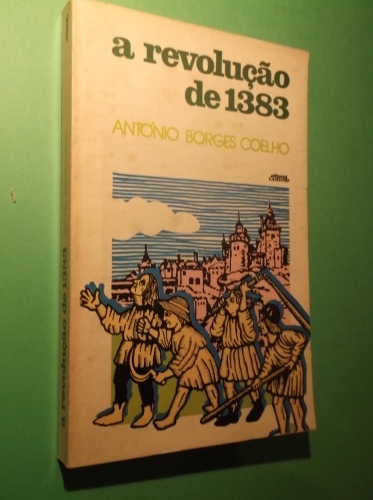 a revolução
de 1383
ANTÓNIO BORGES COELHO
a revolução de 1383